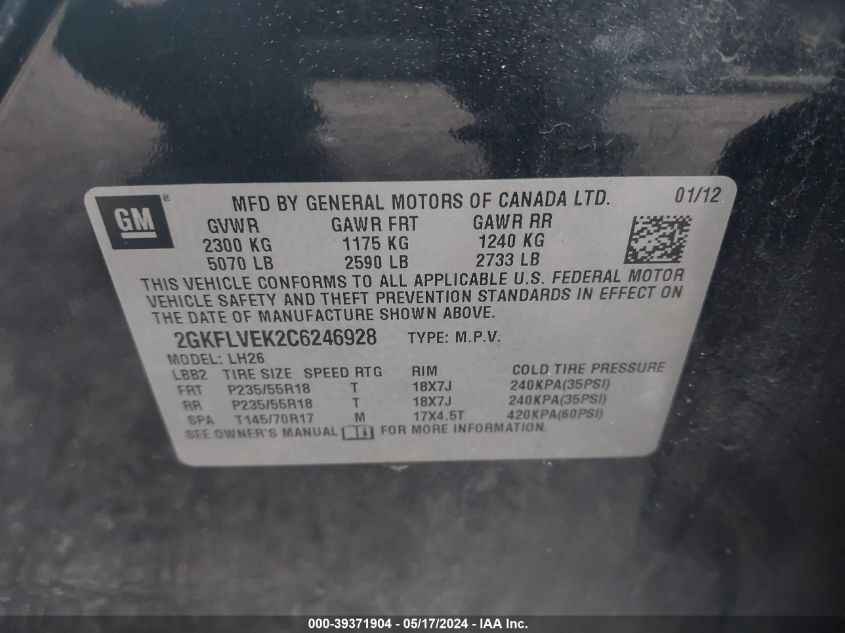 GM ® MFD BY GENERAL MOTORS OF CANADA LTD. 01/12
GVWR GAWR FRT GAWR RR
2300 KG 1175 KG 1240 KG
5070 LB 2590 LB 2733 LB
THIS VEHICLE CONFORMS TO ALL APPLICABLE U.S. FEDERAL MOTOR
VEHICLE SAFETY AND THEFT PREVENTION STANDARDS IN EFFECT ON
THE DATE OF MANUFACTURE SHOWN ABOVE.
2GKFLVEK2C6246928 TYPE: M.P.V.
MODEL: LH26
LBB2 TIRE SIZE SPEED RTG RIM COLD TIRE PRESSURE
FRT P235/55R18 T 18X7J 240KPA(35PSI)
RR P235/55R18 T 18X7J 240KPA(35PSI)
SPA T145/70R17 M 17X4.5T 420KPA(60PSI)
SEE OWNER'S MANUAL FOR MORE INFORMATION.
000-39371904 - 05/17/2024 - IAA Inc.